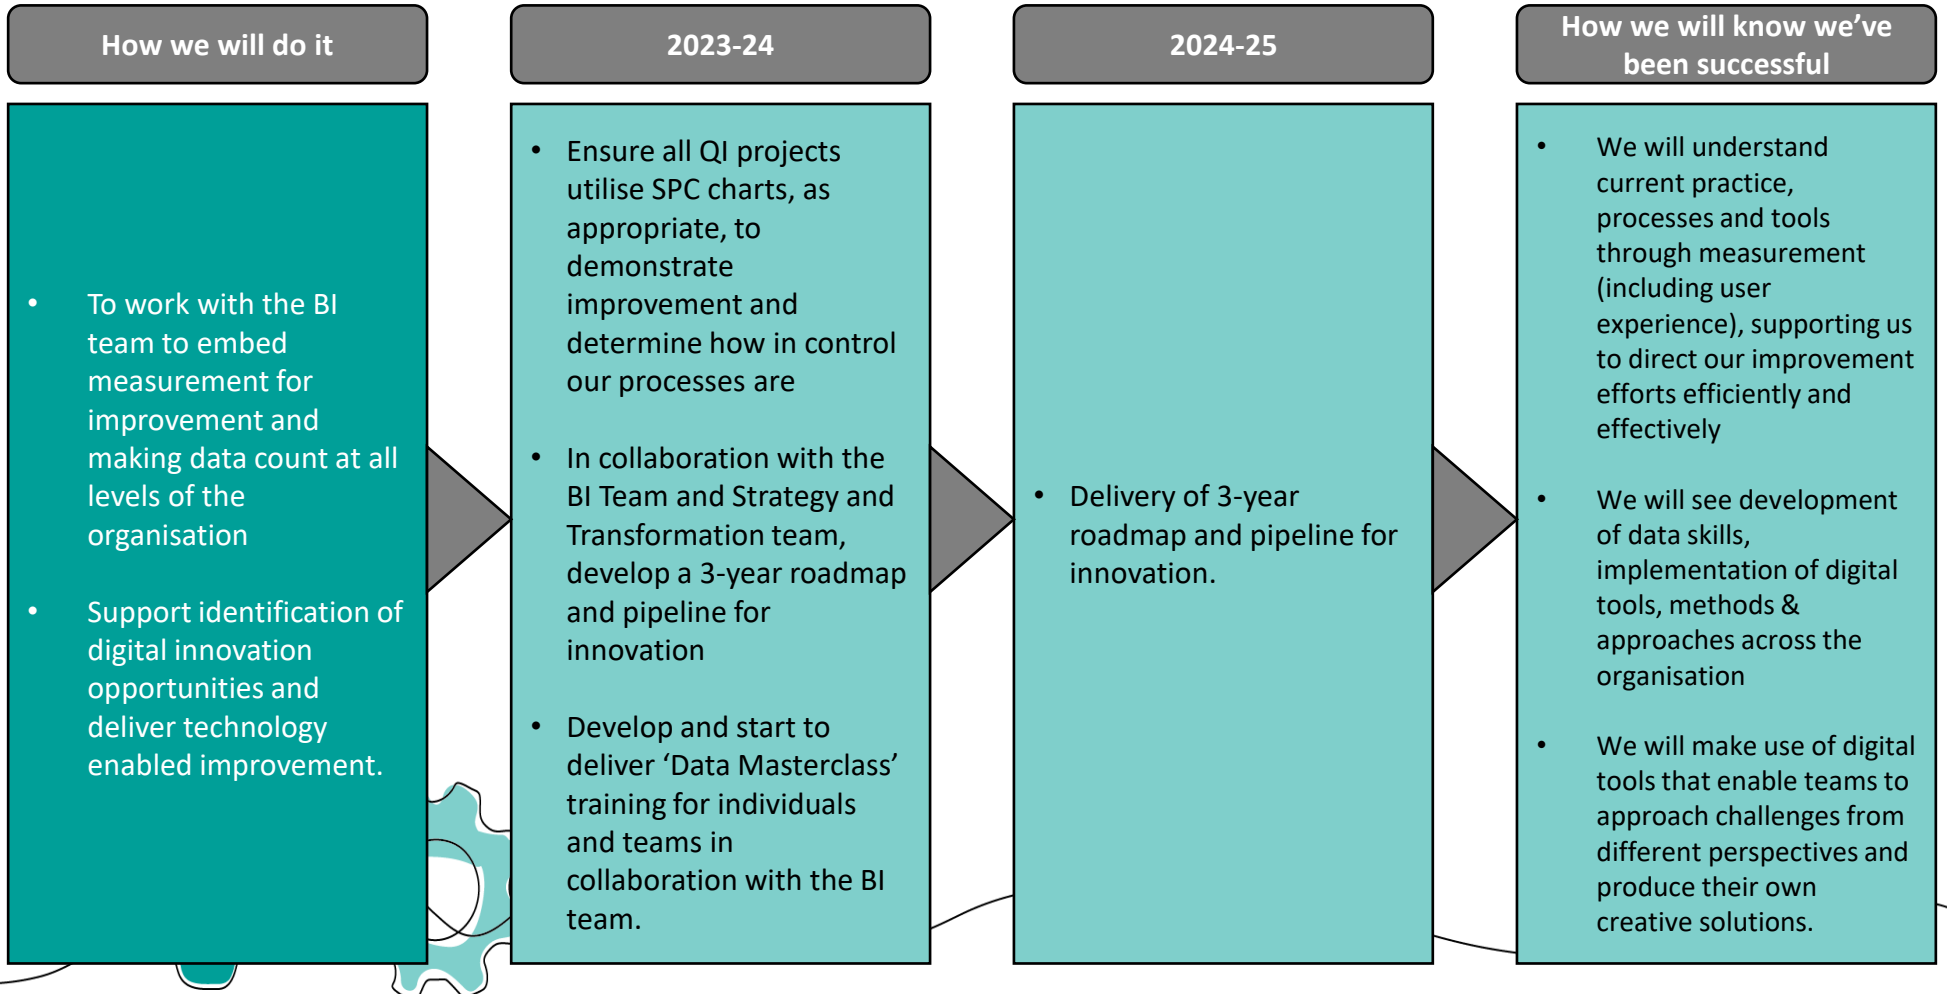 How we will do it
• To work with the BI
team to embed
measurement for
improvement and
making data count at all
levels of the
organisation
• Support identification of
digital innovation
opportunities and
deliver technology
enabled improvement.
2023-24
• Ensure all QI projects
utilise SPC charts, as
appropriate, to
demonstrate
improvement and
determine how in control
our processes are
• In collaboration with the
BI Team and Strategy and
Transformation team,
develop a 3-year roadmap
and pipeline for
innovation
• Develop and start to
deliver ‘Data Masterclass’
training for individuals
and teams in
collaboration with the BI
team.
2024-25
• Delivery of 3-year
roadmap and pipeline for
innovation.
How we will know we’ve
been successful
• We will understand
current practice,
processes and tools
through measurement
(including user
experience), supporting us
to direct our improvement
efforts efficiently and
effectively
• We will see development
of data skills,
implementation of digital
tools, methods &
approaches across the
organisation
• We will make use of digital
tools that enable teams to
approach challenges from
different perspectives and
produce their own
creative solutions.